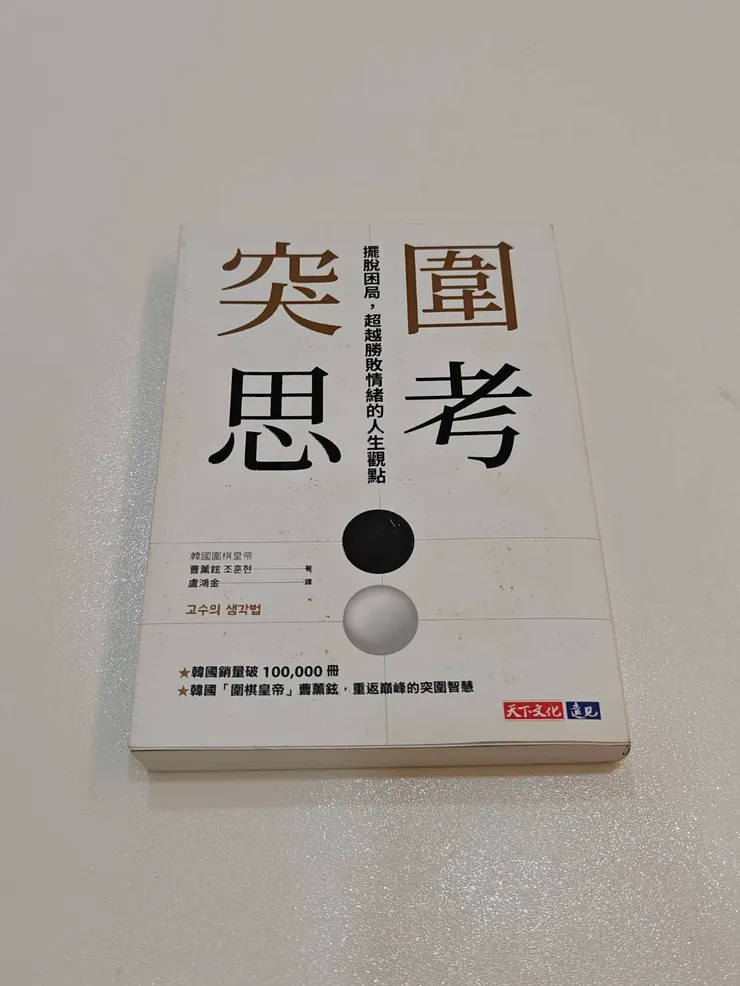 突圍
思考
擺脫困局，超越勝敗情緒的人生觀點
韓國圍棋皇帝
曹薰鉉 조훈현 著
盧鴻金 譯
고수의 생각법
★韓國銷量破 100,000 冊
★韓國「圍棋皇帝」曹薰鉉，重返巔峰的突圍智慧
天下文化 遠見